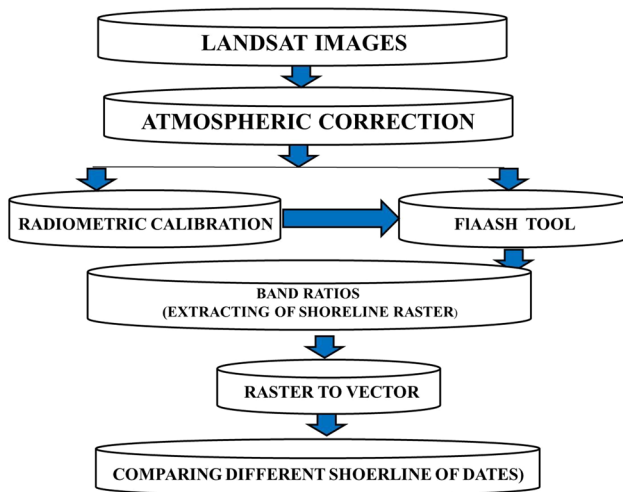 LANDSAT IMAGES
ATMOSPHERIC CORRECTION
RADIOMETRIC CALIBRATION
FlAASH TOOL
BAND RATIOS
(EXTRACTING OF SHORELINE RASTER)
RASTER TO VECTOR
COMPARING DIFFERENT SHOERLINE OF DATES)